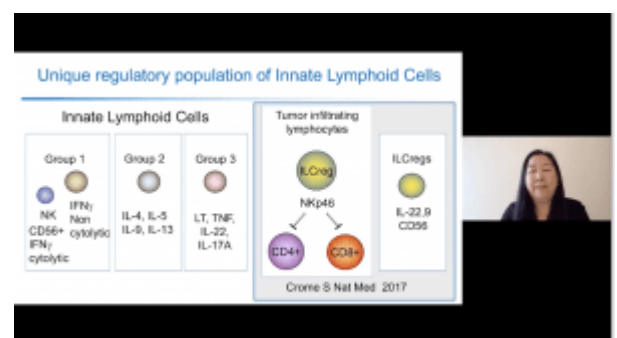 Unique regulatory population of Innate Lymphoid Cells
Innate Lymphoid Cells
Group 1
NK
CD56+
IFNγ
cytolytic
IFNγ
Non
cytolytic
Group 2
IL-4, IL-5
IL-9, IL-13
Group 3
LT, TNF,
IL-22,
IL-17A
Tumor infiltrating
lymphocytes
ILCreg
NKp46
CD4+
CD8+
ILCregs
IL-22,9
CD56
Crome S Nat Med 2017